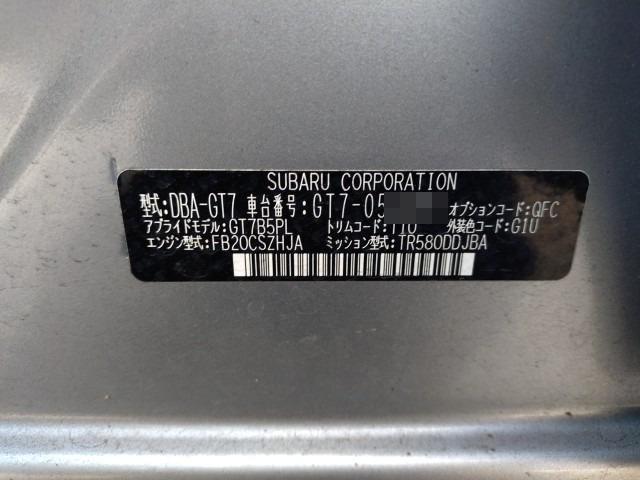 SUBARU CORPORATION
型式:DBA-GT7 車台番号:GT7-05 オプションコード:QFC
アプライドモデル:GT7B5PL トリムコード: 外装色コード:G1U
エンジン型式:FB20CSZHJA ミッション型式:TR580DDJBA